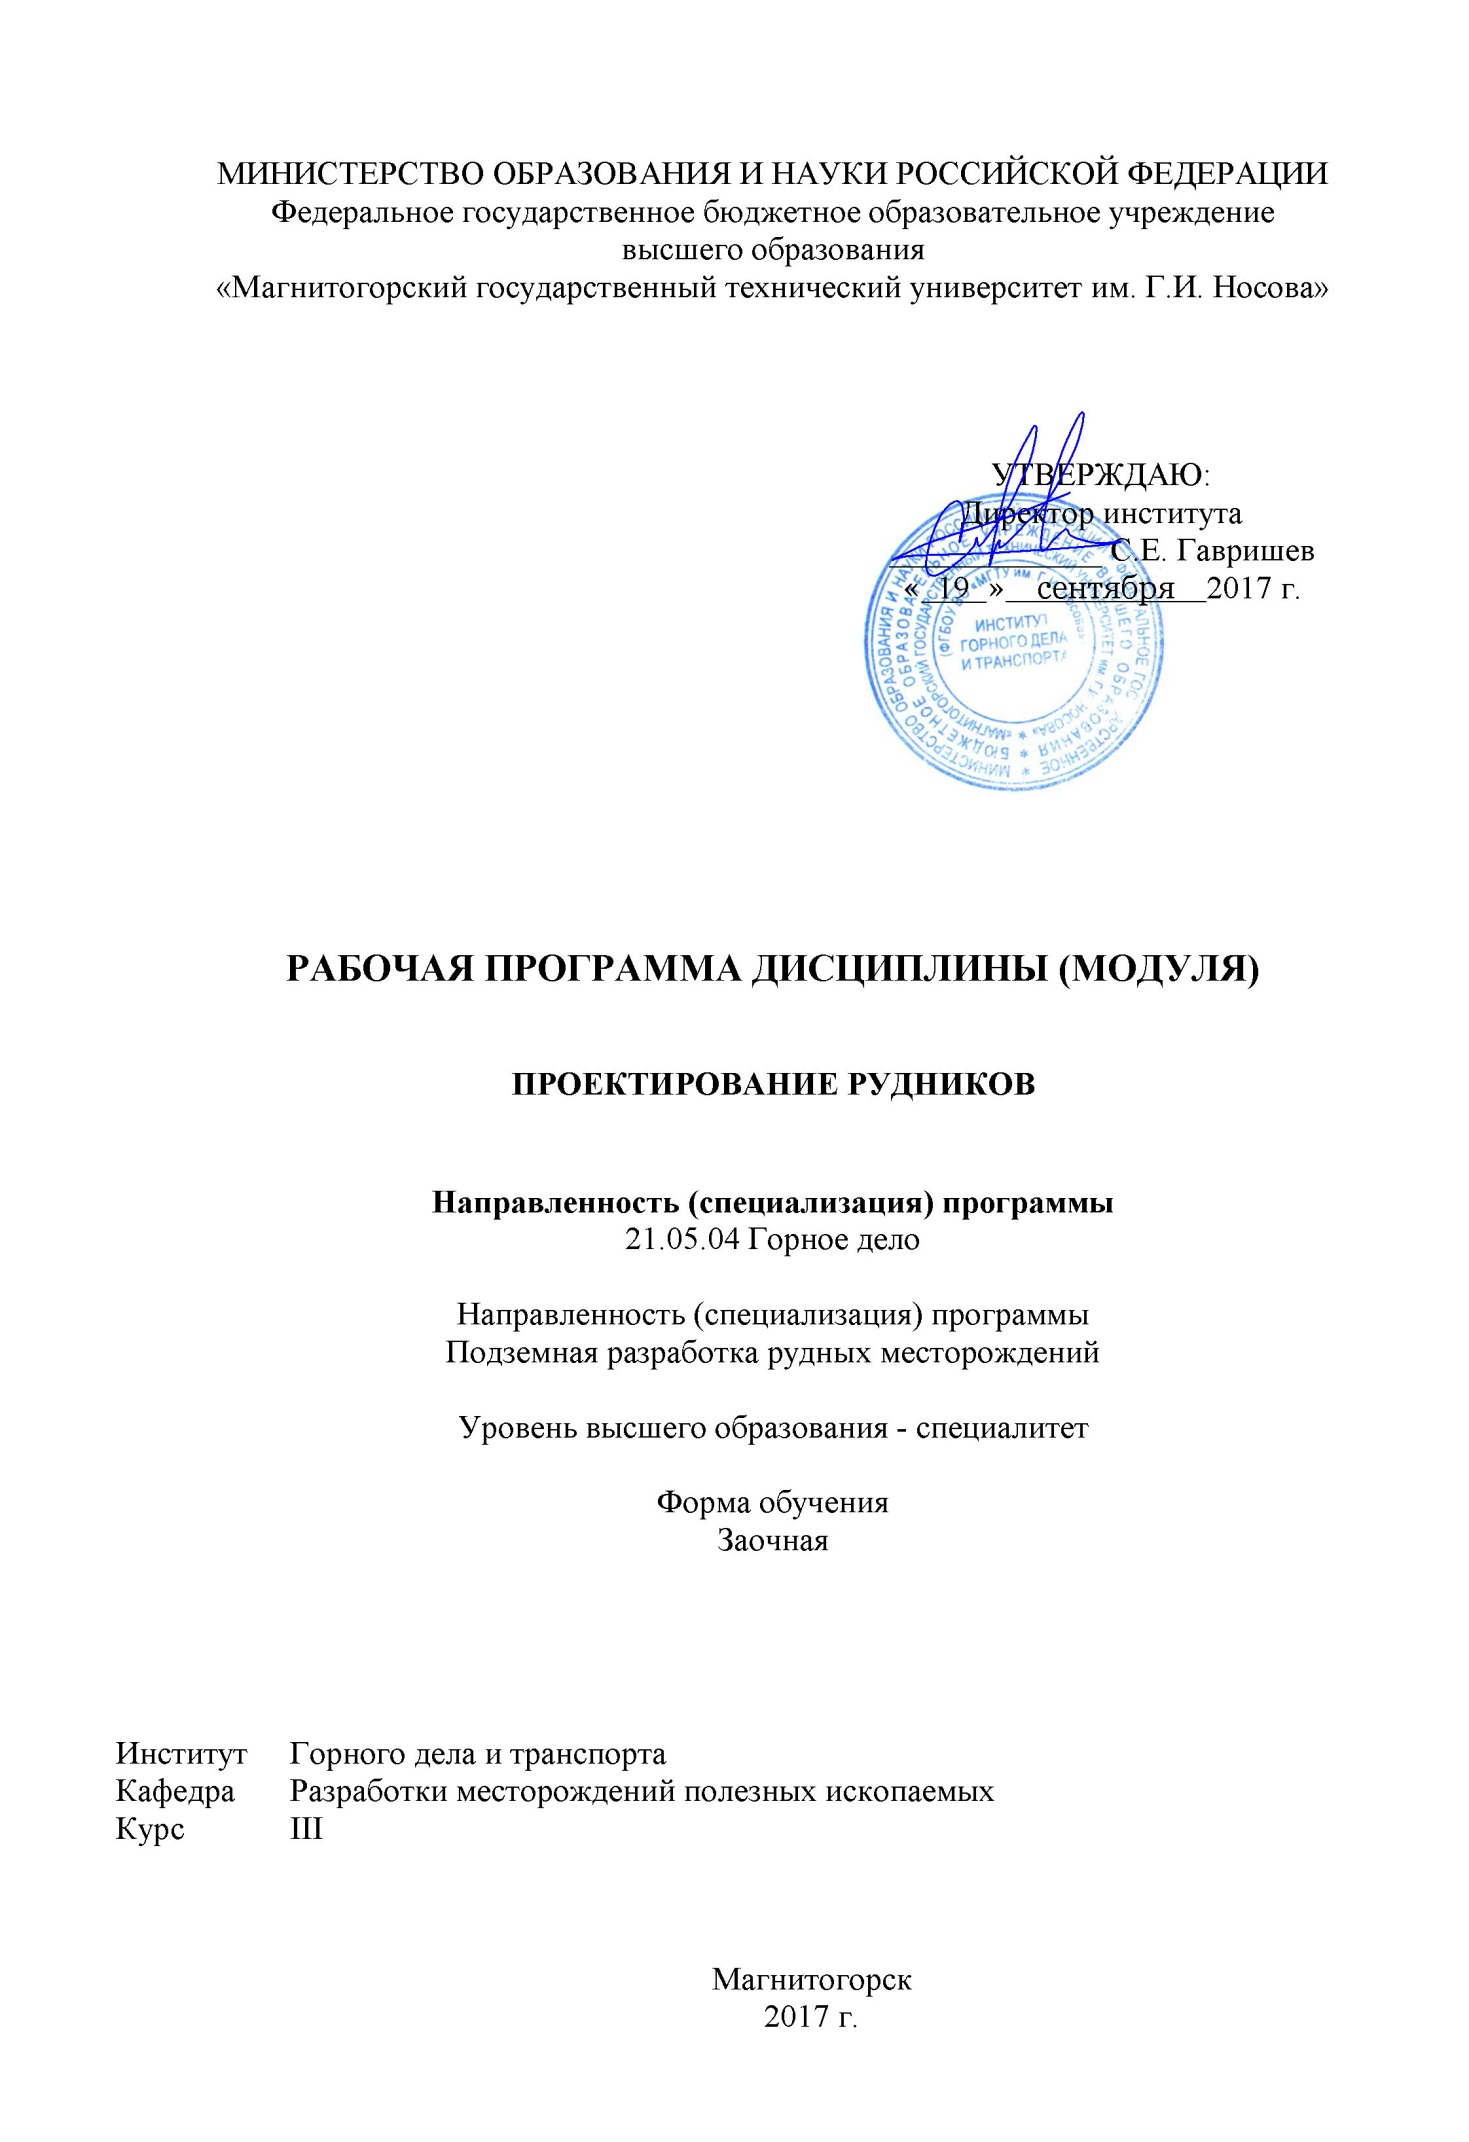 МИНИСТЕРСТВО ОБРАЗОВАНИЯ И НАУКИ РОССИЙСКОЙ ФЕДЕРАЦИИ
Федеральное государственное бюджетное образовательное учреждение
высшего образования
«Магнитогорский государственный технический университет им. Г.И. Носова»
УТВЕРЖДАЮ:
Директор института
С.Е. Гавришев
« 19 » сентября 2017 г.
ИНСТИТУТ
ГОРНОГО ДЕЛА
И ТРАНСПОРТА
РАБОЧАЯ ПРОГРАММА ДИСЦИПЛИНЫ (МОДУЛЯ)
ПРОЕКТИРОВАНИЕ РУДНИКОВ
Направленность (специализация) программы
21.05.04 Горное дело
Направленность (специализация) программы
Подземная разработка рудных месторождений
Уровень высшего образования - специалитет
Форма обучения
Заочная
Институт Горного дела и транспорта
Кафедра Разработки месторождений полезных ископаемых
Курс III
Магнитогорск
2017 г.